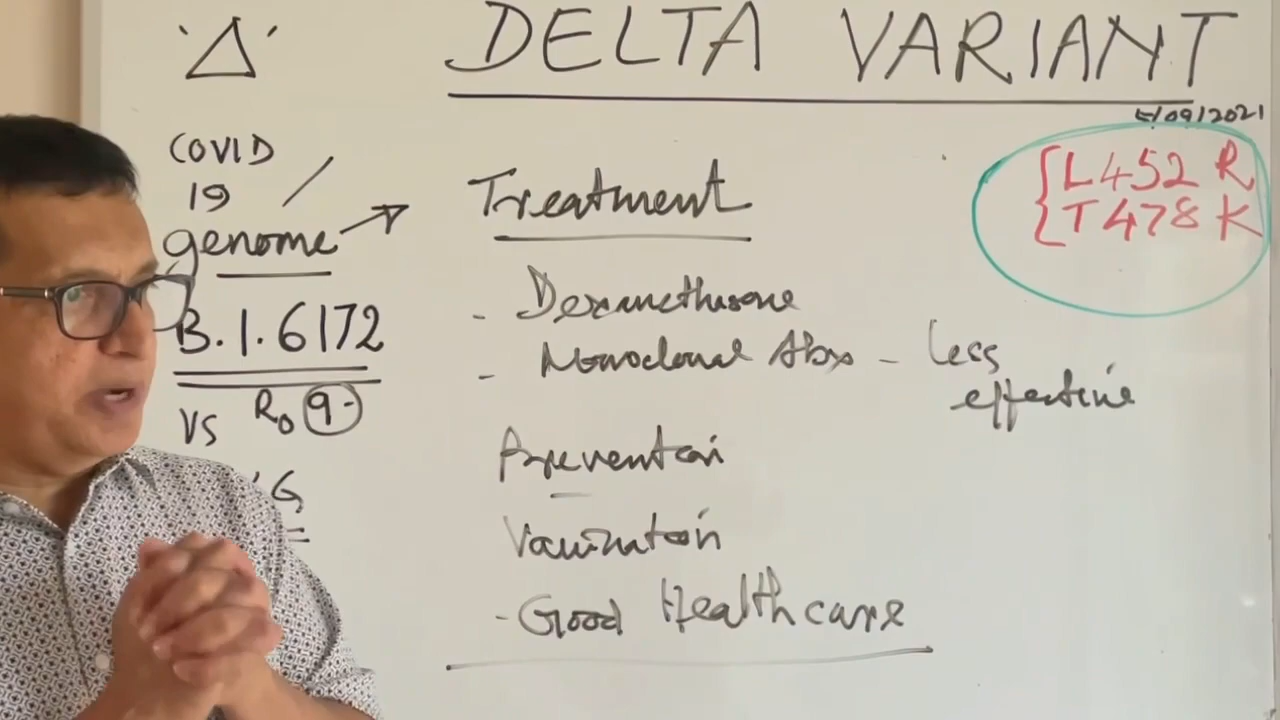 'Δ'
DELTA VARIANT
5/09/2021
COVID
19
genome
B.1.6172
R0 9
VS
G
Treatment
- Dexamethasone
- Monoclonal Abs - Less
effective
Prevention
Vaccination
- Good Healthcare
L452 R
T478 K